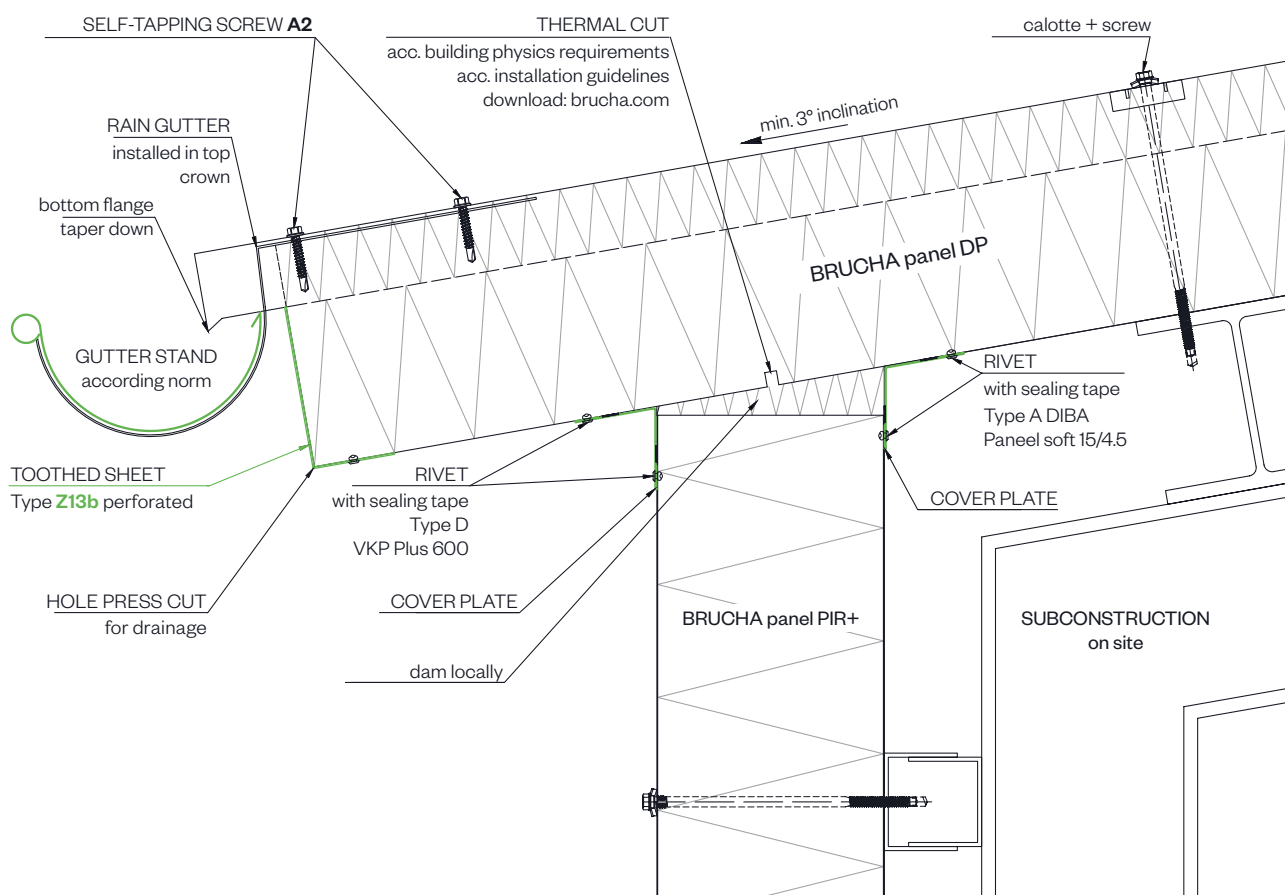 SELF-TAPPING SCREW A2
THERMAL CUT
acc. building physics requirements
acc. installation guidelines
download: brucha.com
calotte + screw
RAIN GUTTER
installed in top
crown
min. 3° inclination
bottom flange
taper down
BRUCHA panel DP
GUTTER STAND
according norm
RIVET
with sealing tape
Type A DIBA
Paneel soft 15/4.5
TOOTHED SHEET
Type Z13b perforated
RIVET
with sealing tape
Type D
VKP Plus 600
COVER PLATE
HOLE PRESS CUT
for drainage
COVER PLATE
BRUCHA panel PIR+
SUBCONSTRUCTION
on site
dam locally